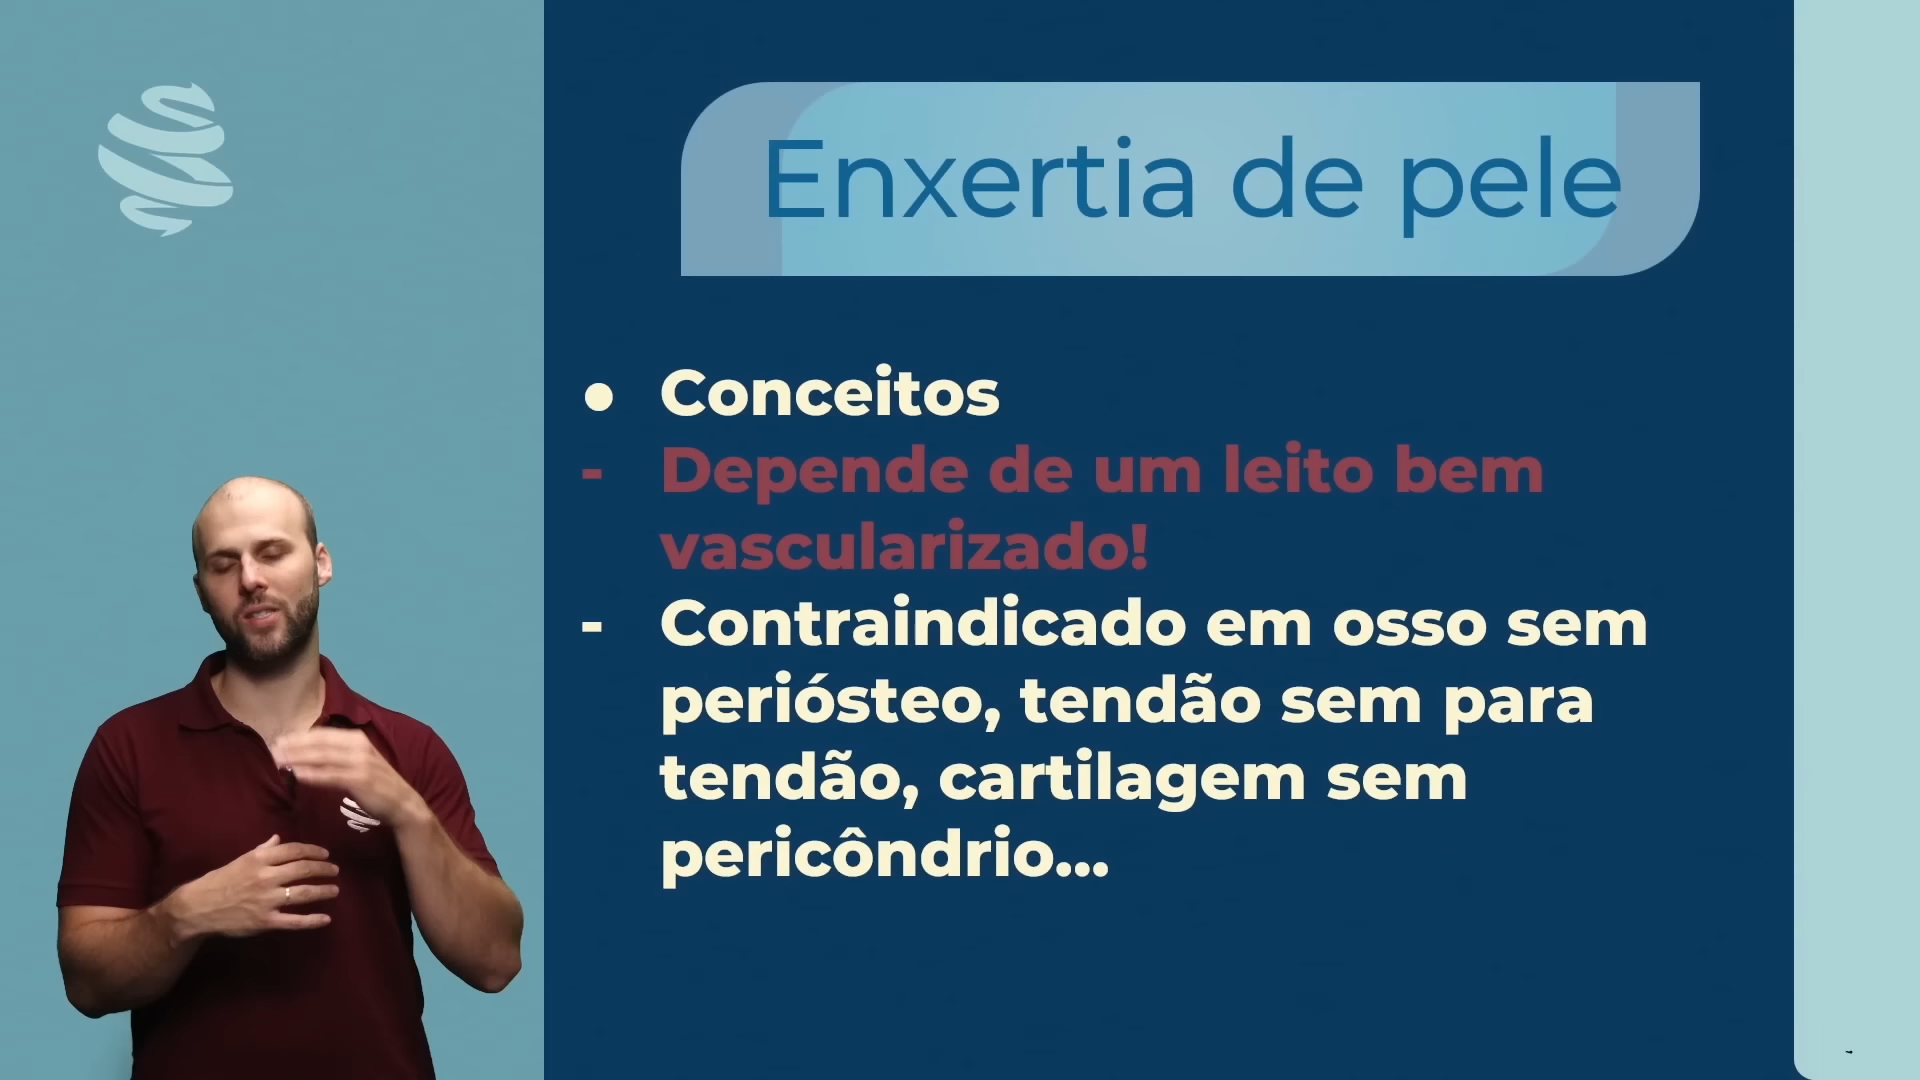 Enxertia de pele
● Conceitos
- Depende de um leito bem
vascularizado!
- Contraindicado em osso sem
periósteo, tendão sem para
tendão, cartilagem sem
pericôndrio...